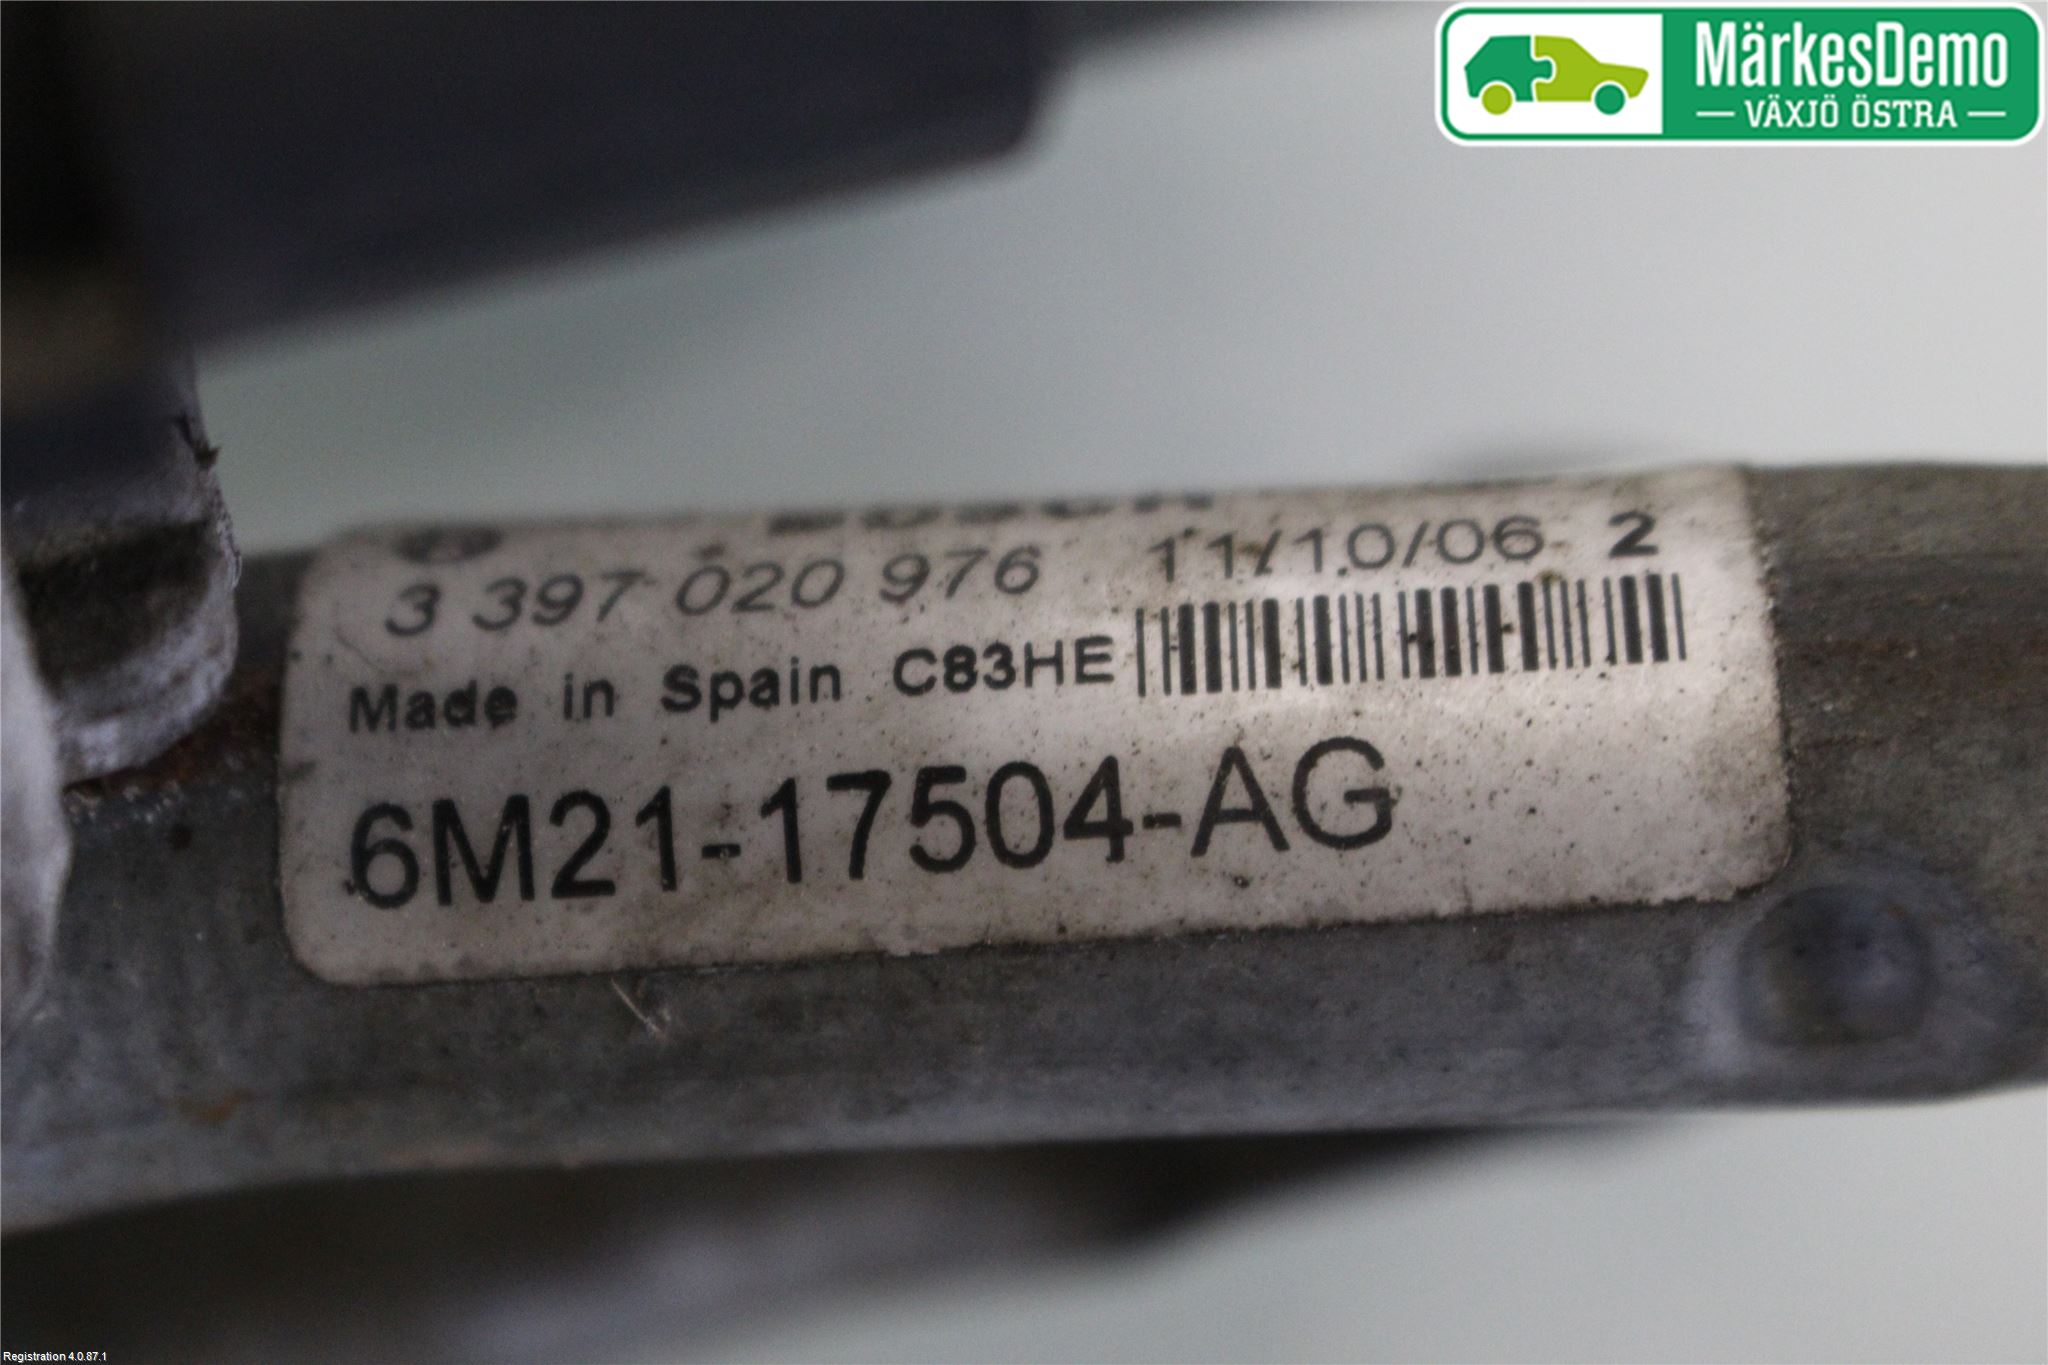 MärkesDemo
VÄXJÖ ÖSTRA
BOSCH
3 397 020 976 11/10/06 2
Made in Spain C83HE
6M21-17504-AG
Registration 4.0.87.1